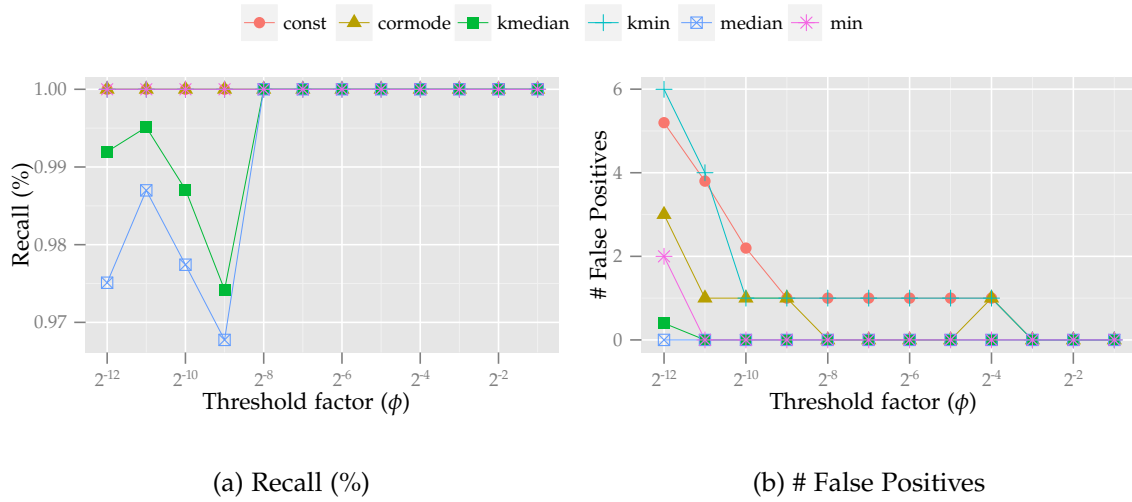 const cormode kmedian kmin median min
1.00
0.99
0.98
0.97
Recall (%)
2^-12 2^-10 2^-8 2^-6 2^-4 2^-2
Threshold factor (ϕ)
6
4
2
0
# False Positives
2^-12 2^-10 2^-8 2^-6 2^-4 2^-2
Threshold factor (ϕ)
(a) Recall (%)
(b) # False Positives